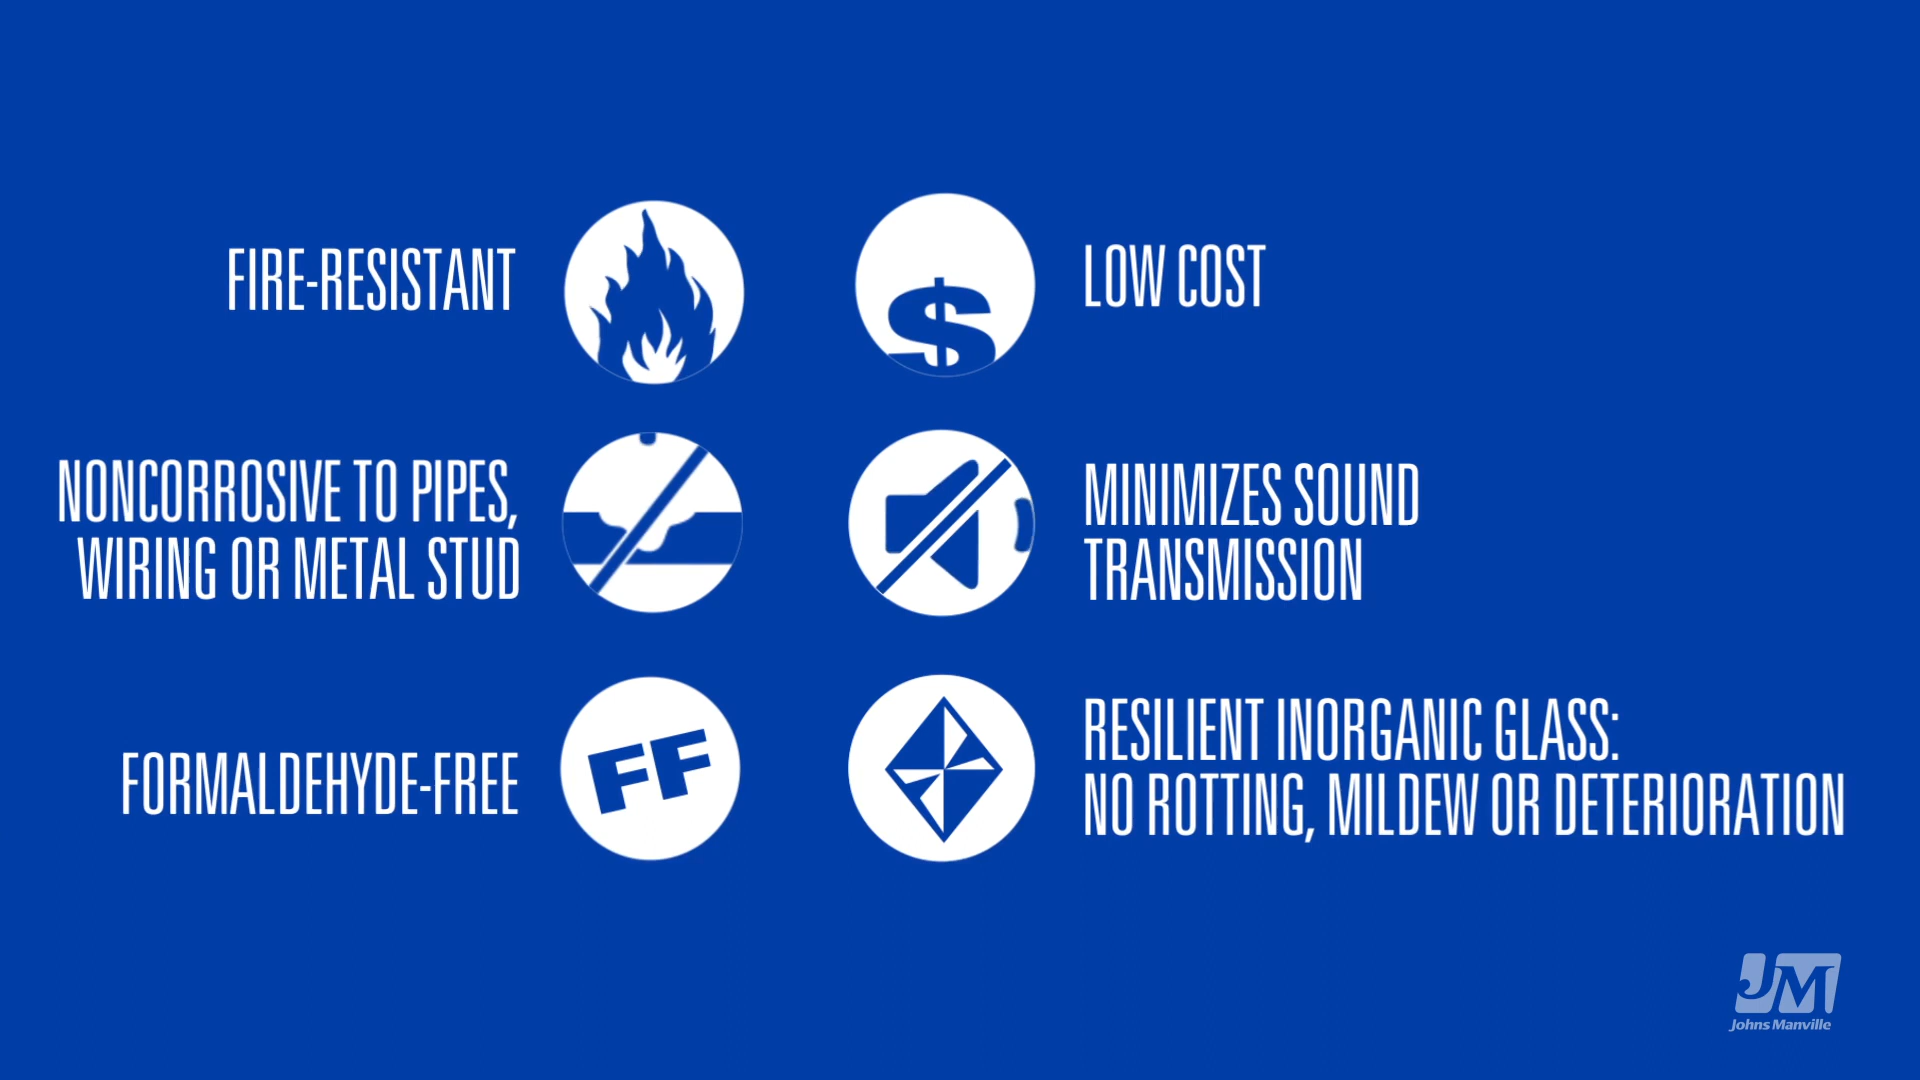 FIRE-RESISTANT
$
LOW COST
NONCORROSIVE TO PIPES,
WIRING OR METAL STUD
MINIMIZES SOUND
TRANSMISSION
FORMALDEHYDE-FREE
FF
RESILIENT INORGANIC GLASS:
NO ROTTING, MILDEW OR DETERIORATION
JM
Johns Manville